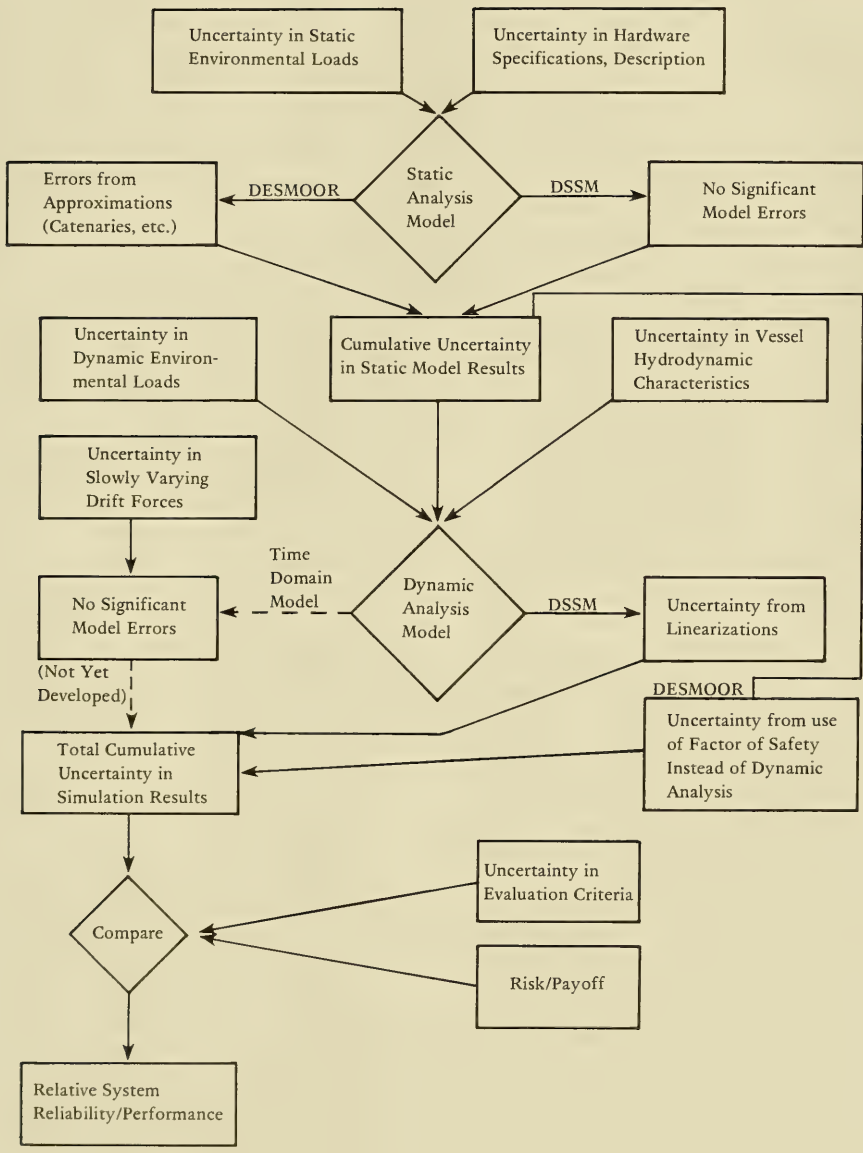 Uncertainty in Static
Environmental Loads
Uncertainty in Hardware
Specifications, Description
Errors from
Approximations
(Catenaries, etc.)
DESMOOR
Static
Analysis
Model
DSSM
No Significant
Model Errors
Uncertainty in
Dynamic Environ-
mental Loads
Cumulative Uncertainty
in Static Model Results
Uncertainty in Vessel
Hydrodynamic
Characteristics
Uncertainty in
Slowly Varying
Drift Forces
No Significant
Model Errors
Time
Domain
Model
Dynamic
Analysis
Model
DSSM
Uncertainty from
Linearizations
(Not Yet
Developed)
DESMOOR
Total Cumulative
Uncertainty in
Simulation Results
Uncertainty from use
of Factor of Safety
Instead of Dynamic
Analysis
Compare
Uncertainty in
Evaluation Criteria
Risk/Payoff
Relative System
Reliability/Performance